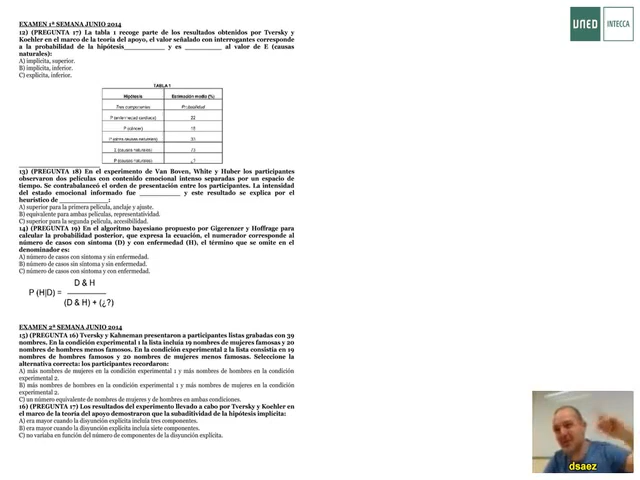 EXAMEN 1ª SEMANA JUNIO 2014
12) (PREGUNTA 17) La tabla 1 recoge parte de los resultados obtenidos por Tversky y
Koehler en el marco de la teoría del apoyo, el valor señalado con interrogantes corresponde
a la probabilidad de la hipótesis__________ y es _________ al valor de E (causas
naturales):
A) implícita, superior.
B) implícita, inferior.
C) explícita, inferior.
TABLA 1
Hipótesis Estimación media (%)
Tres componentes Probabilidad
P (enfermedad cardiaca) 22
P (cáncer) 18
P (otras causas naturales) 33
Σ (causas naturales) 73
P (causas naturales) ¿?
13) (PREGUNTA 18) En el experimento de Van Boven, White y Huber los participantes
observaron dos películas con contenido emocional intenso separadas por un espacio de
tiempo. Se contrabalanceó el orden de presentación entre los participantes. La intensidad
del estado emocional informado fue __________ y este resultado se explica por el
heurístico de ____________:
A) superior para la primera película, anclaje y ajuste.
B) equivalente para ambas películas, representatividad.
C) superior para la segunda película, accesibilidad.
14) (PREGUNTA 19) En el algoritmo bayesiano propuesto por Gigerenzer y Hoffrage para
calcular la probabilidad posterior, que expresa la ecuación, el numerador corresponde al
número de casos con síntoma (D) y con enfermedad (H), el término que se omite en el
denominador es:
A) número de casos con síntoma y sin enfermedad.
B) número de casos sin síntoma y sin enfermedad.
C) número de casos con síntoma y con enfermedad.
D & H
P (H|D) =
(D & H) + (¿?)
EXAMEN 2ª SEMANA JUNIO 2014
15) (PREGUNTA 16) Tversky y Kahneman presentaron a participantes listas grabadas con 39
nombres. En la condición experimental 1 la lista incluía 19 nombres de mujeres famosas y 20
nombres de hombres menos famosos. En la condición experimental 2 la lista consistía en 19
nombres de hombres famosos y 20 nombres de mujeres menos famosas. Seleccione la
alternativa correcta: los participantes recordaron:
A) más nombres de mujeres en la condición experimental 1 y más nombres de hombres en la condición
experimental 2.
B) más nombres de hombres en la condición experimental 1 y más nombres de mujeres en la condición
experimental 2.
C) un número equivalente de nombres de mujeres y de hombres en ambas condiciones.
16) (PREGUNTA 17) Los resultados del experimento llevado a cabo por Tversky y Koehler en
el marco de la teoría del apoyo demostraron que la subaditividad de la hipótesis implícita:
A) era mayor cuando la disyunción explícita incluía tres componentes.
B) era mayor cuando la disyunción explícita incluía siete componentes.
C) no variaba en función del número de componentes de la disyunción explícita.
UNED INTECCA
dsaez